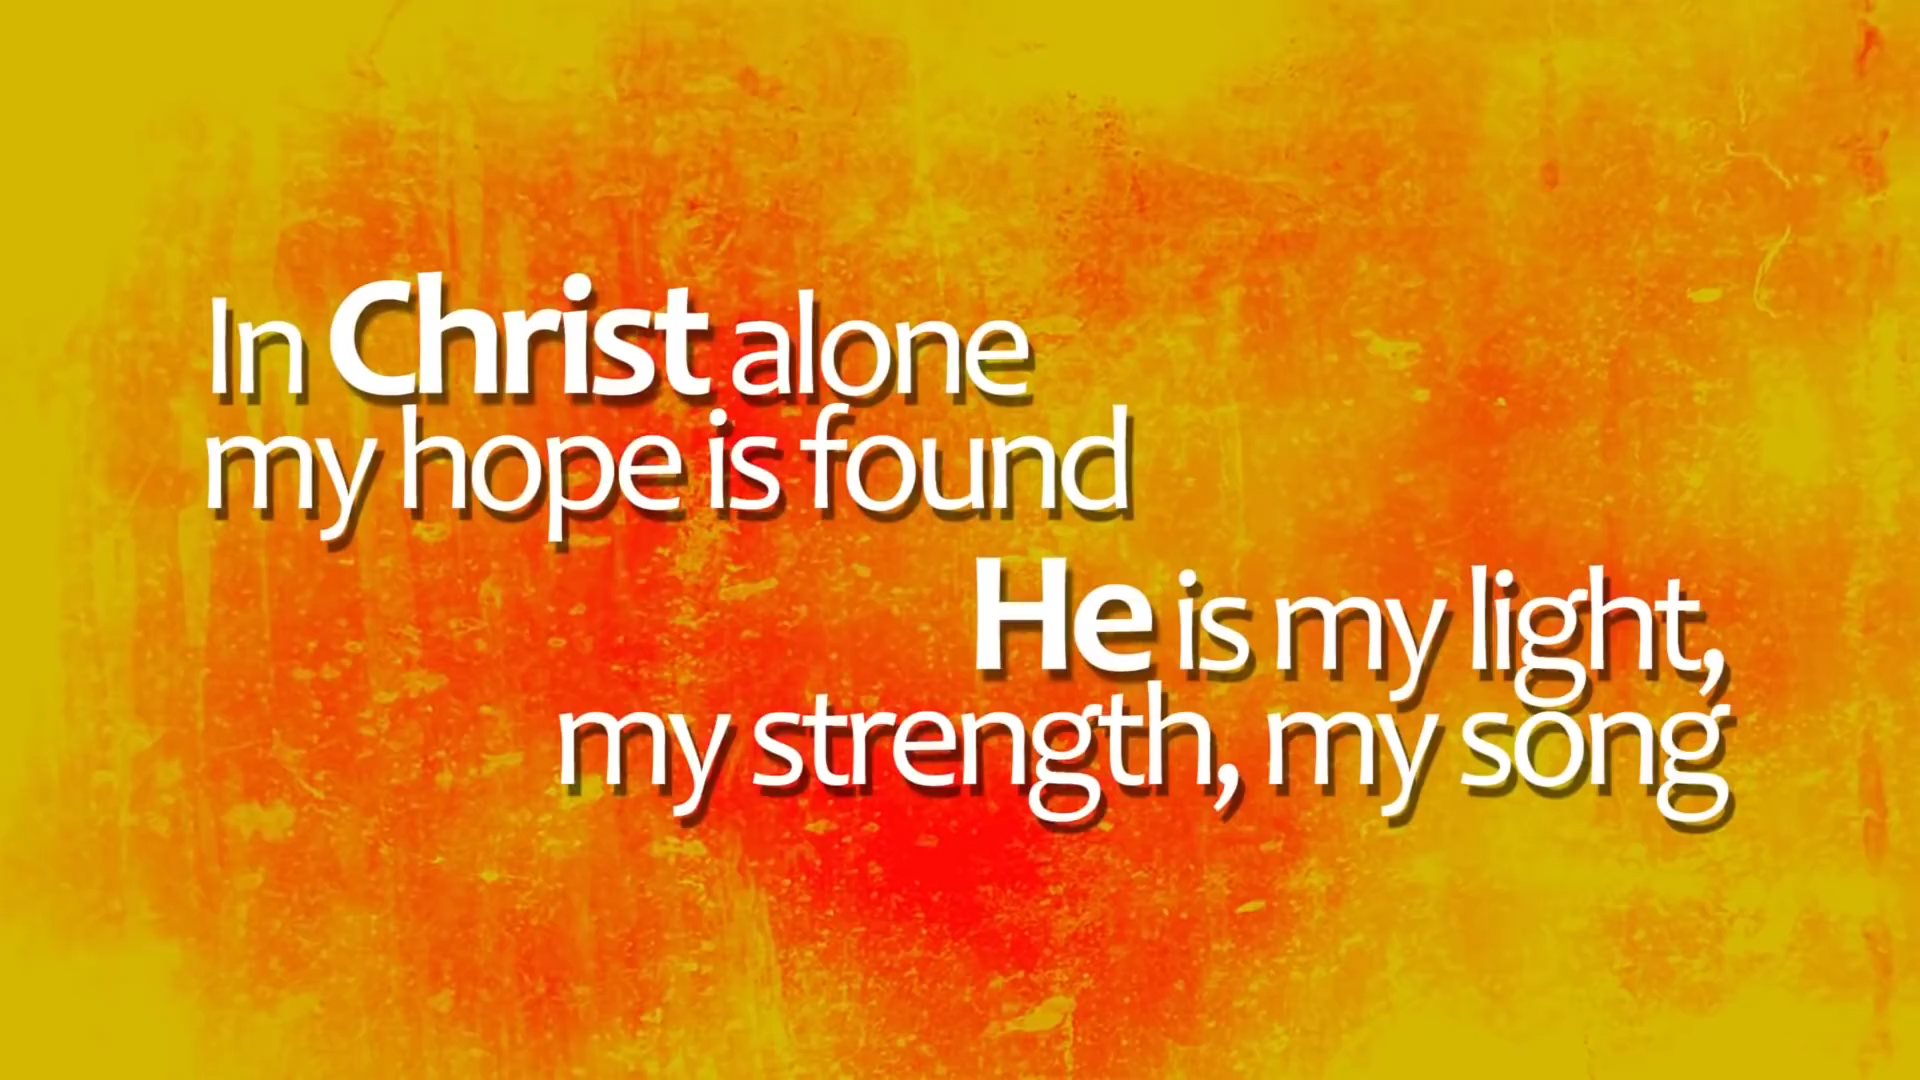 In Christ alone
my hope is found
He is my light,
my strength, my song